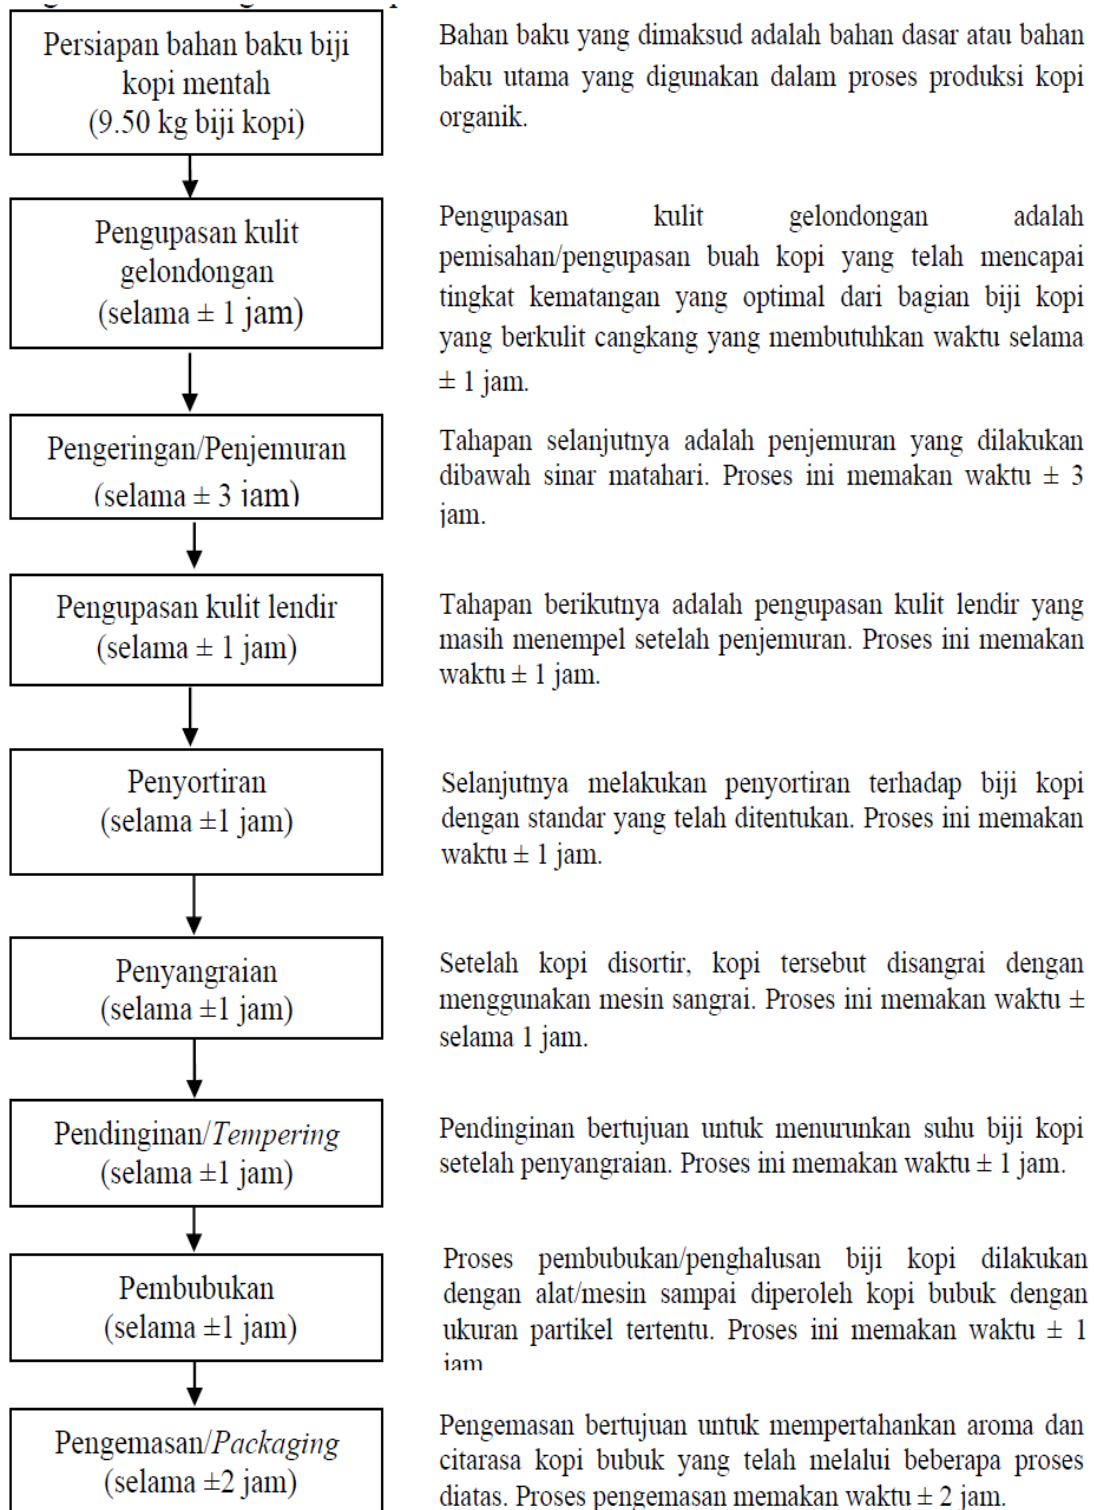 Persiapan bahan baku biji
kopi mentah
(9.50 kg biji kopi)
Bahan baku yang dimaksud adalah bahan dasar atau bahan
baku utama yang digunakan dalam proses produksi kopi
organik.
Pengupasan kulit
gelondongan
(selama ± 1 jam)
Pengupasan kulit gelondongan adalah
pemisahan/pengupasan buah kopi yang telah mencapai
tingkat kematangan yang optimal dari bagian biji kopi
yang berkulit cangkang yang membutuhkan waktu selama
± 1 jam.
Pengeringan/Penjemuran
(selama ± 3 jam)
Tahapan selanjutnya adalah penjemuran yang dilakukan
dibawah sinar matahari. Proses ini memakan waktu ± 3
jam.
Pengupasan kulit lendir
(selama ± 1 jam)
Tahapan berikutnya adalah pengupasan kulit lendir yang
masih menempel setelah penjemuran. Proses ini memakan
waktu ± 1 jam.
Penyortiran
(selama ±1 jam)
Selanjutnya melakukan penyortiran terhadap biji kopi
dengan standar yang telah ditentukan. Proses ini memakan
waktu ± 1 jam.
Penyangraian
(selama ±1 jam)
Setelah kopi disortir, kopi tersebut disangrai dengan
menggunakan mesin sangrai. Proses ini memakan waktu ±
selama 1 jam.
Pendinginan/Tempering
(selama ±1 jam)
Pendinginan bertujuan untuk menurunkan suhu biji kopi
setelah penyangraian. Proses ini memakan waktu ± 1 jam.
Pembubukan
(selama ±1 jam)
Proses pembubukan/penghalusan biji kopi dilakukan
dengan alat/mesin sampai diperoleh kopi bubuk dengan
ukuran partikel tertentu. Proses ini memakan waktu ± 1
jam
Pengemasan/Packaging
(selama ±2 jam)
Pengemasan bertujuan untuk mempertahankan aroma dan
citarasa kopi bubuk yang telah melalui beberapa proses
diatas. Proses pengemasan memakan waktu ± 2 jam.